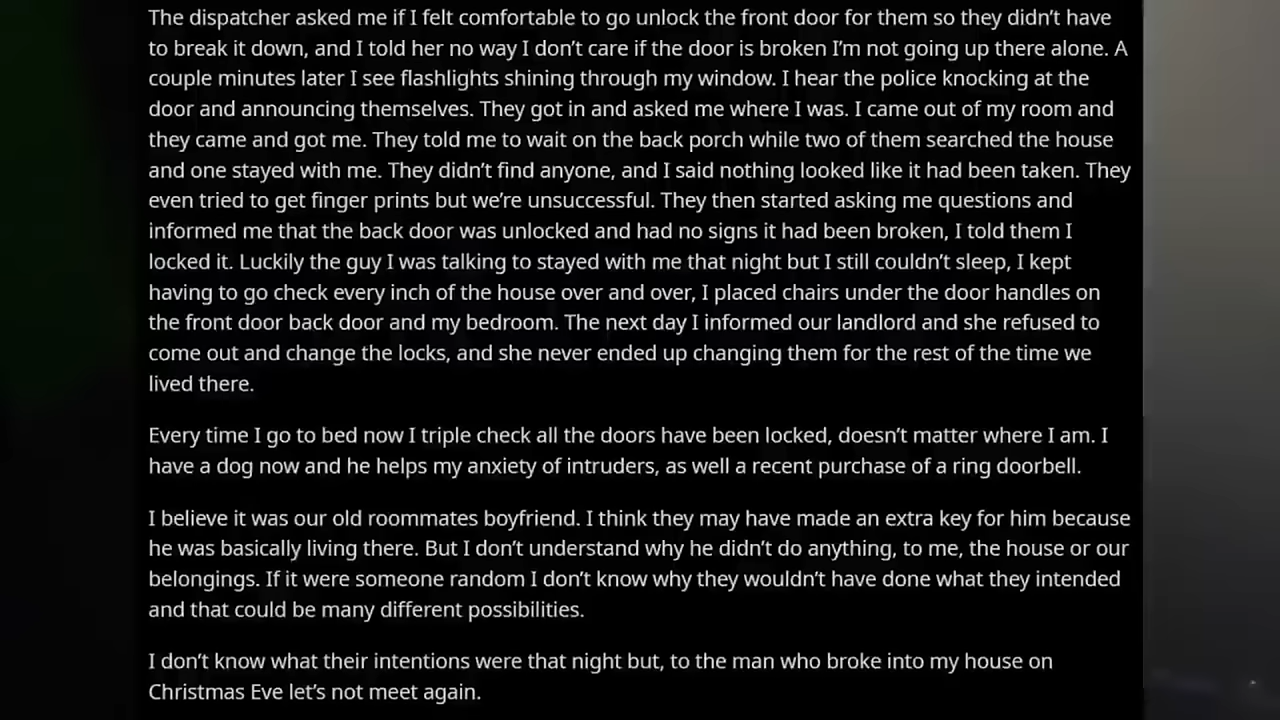 The dispatcher asked me if I felt comfortable to go unlock the front door for them so they didn’t have
to break it down, and I told her no way I don’t care if the door is broken I’m not going up there alone. A
couple minutes later I see flashlights shining through my window. I hear the police knocking at the
door and announcing themselves. They got in and asked me where I was. I came out of my room and
they came and got me. They told me to wait on the back porch while two of them searched the house
and one stayed with me. They didn’t find anyone, and I said nothing looked like it had been taken. They
even tried to get finger prints but we’re unsuccessful. They then started asking me questions and
informed me that the back door was unlocked and had no signs it had been broken, I told them I
locked it. Luckily the guy I was talking to stayed with me that night but I still couldn’t sleep, I kept
having to go check every inch of the house over and over, I placed chairs under the door handles on
the front door back door and my bedroom. The next day I informed our landlord and she refused to
come out and change the locks, and she never ended up changing them for the rest of the time we
lived there.
Every time I go to bed now I triple check all the doors have been locked, doesn’t matter where I am. I
have a dog now and he helps my anxiety of intruders, as well a recent purchase of a ring doorbell.
I believe it was our old roommates boyfriend. I think they may have made an extra key for him because
he was basically living there. But I don’t understand why he didn’t do anything, to me, the house or our
belongings. If it were someone random I don’t know why they wouldn’t have done what they intended
and that could be many different possibilities.
I don’t know what their intentions were that night but, to the man who broke into my house on
Christmas Eve let’s not meet again.